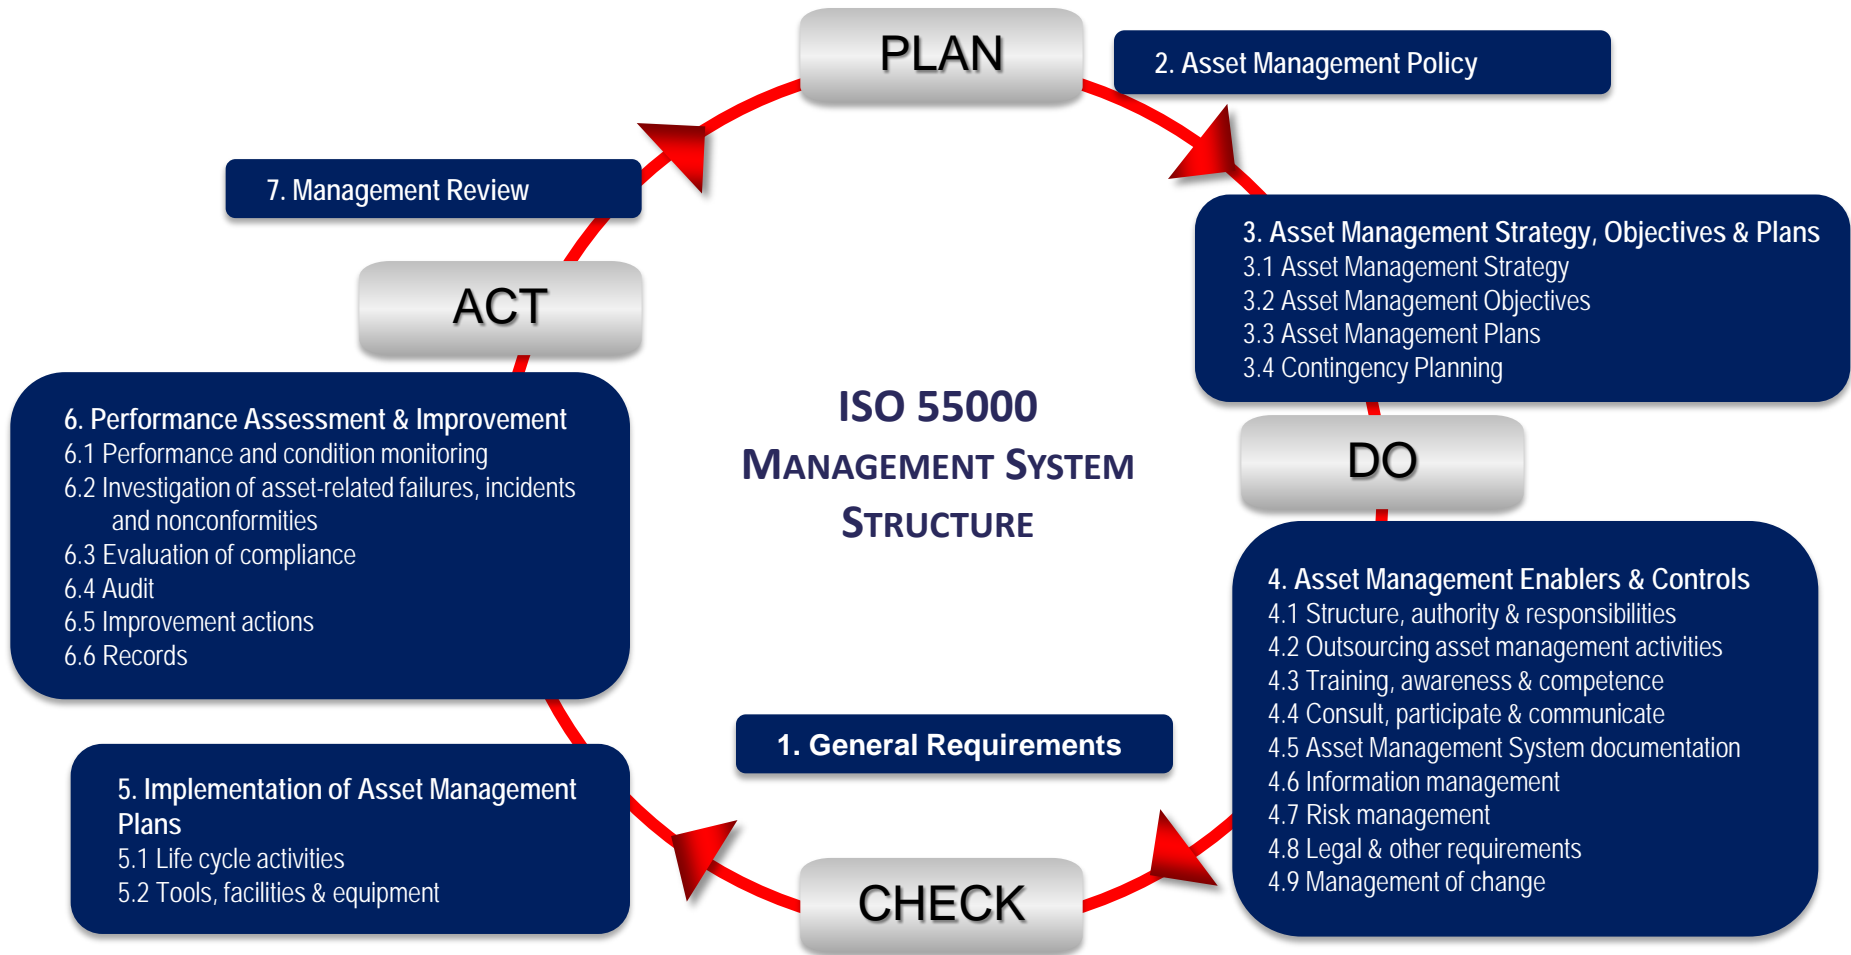 PLAN
2. Asset Management Policy
7. Management Review
3. Asset Management Strategy, Objectives & Plans
3.1 Asset Management Strategy
3.2 Asset Management Objectives
3.3 Asset Management Plans
3.4 Contingency Planning
ACT
6. Performance Assessment & Improvement
6.1 Performance and condition monitoring
6.2 Investigation of asset-related failures, incidents
and nonconformities
6.3 Evaluation of compliance
6.4 Audit
6.5 Improvement actions
6.6 Records
ISO 55000
MANAGEMENT SYSTEM
STRUCTURE
DO
4. Asset Management Enablers & Controls
4.1 Structure, authority & responsibilities
4.2 Outsourcing asset management activities
4.3 Training, awareness & competence
4.4 Consult, participate & communicate
4.5 Asset Management System documentation
4.6 Information management
4.7 Risk management
4.8 Legal & other requirements
4.9 Management of change
1. General Requirements
5. Implementation of Asset Management
Plans
5.1 Life cycle activities
5.2 Tools, facilities & equipment
CHECK